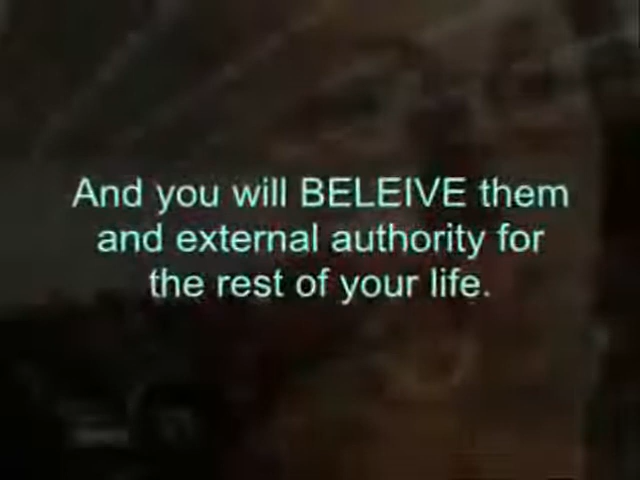 And you will BELEIVE them
and external authority for
the rest of your life.